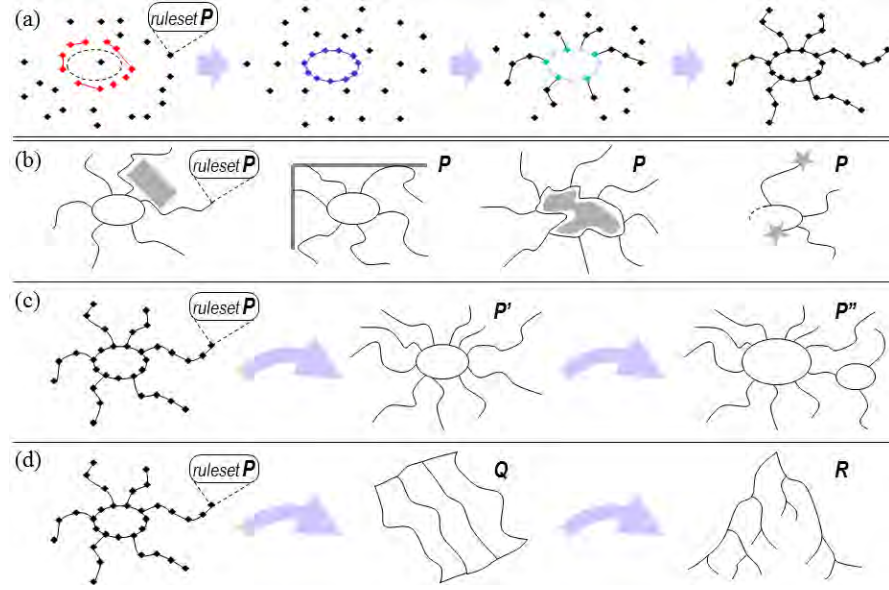 (a)
ruleset P
(b)
ruleset P
P
P
P
(c)
ruleset P
P'
P"
(d)
ruleset P
Q
R